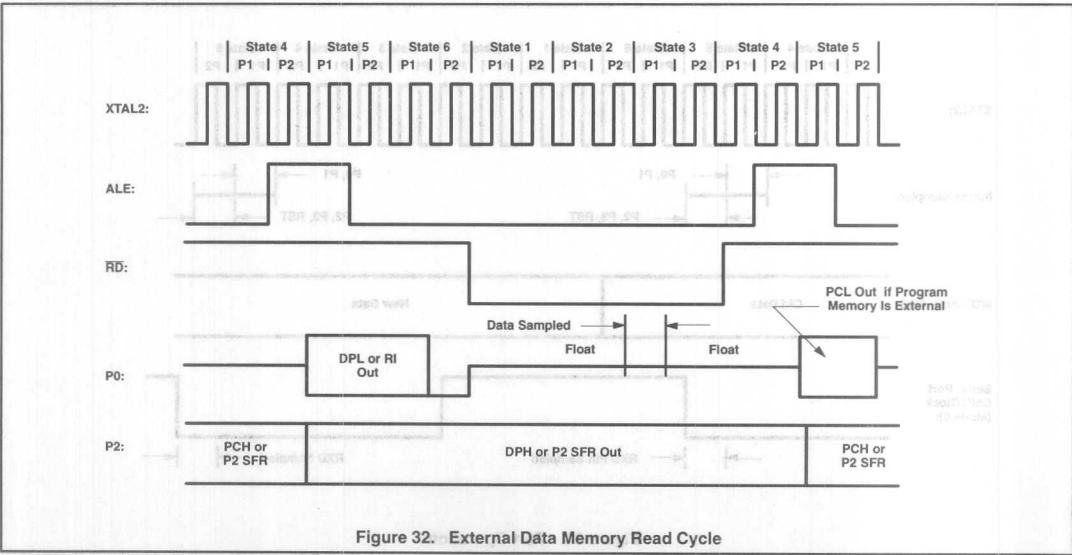 State 4 State 5 State 6 State 1 State 2 State 3 State 4 State 5
P1 P2 P1 P2 P1 P2 P1 P2 P1 P2 P1 P2 P1 P2 P1 P2
XTAL2:
ALE:
RD:
PCL Out if Program
Memory Is External
Data Sampled
Float Float
P0:
DPL or RI
Out
P2:
PCH or
P2 SFR
DPH or P2 SFR Out
PCH or
P2 SFR
Figure 32. External Data Memory Read Cycle